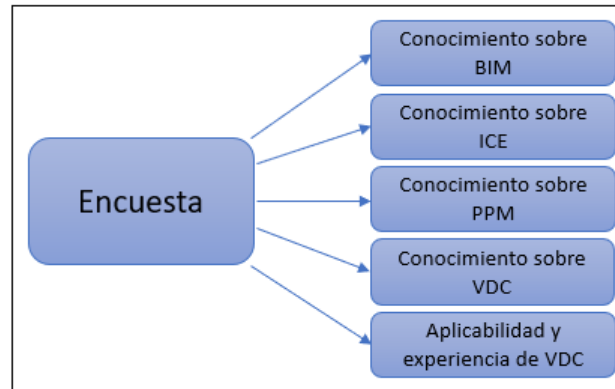 Conocimiento sobre
BIM
Conocimiento sobre
ICE
Encuesta
Conocimiento sobre
PPM
Conocimiento sobre
VDC
Aplicabilidad y
experiencia de VDC